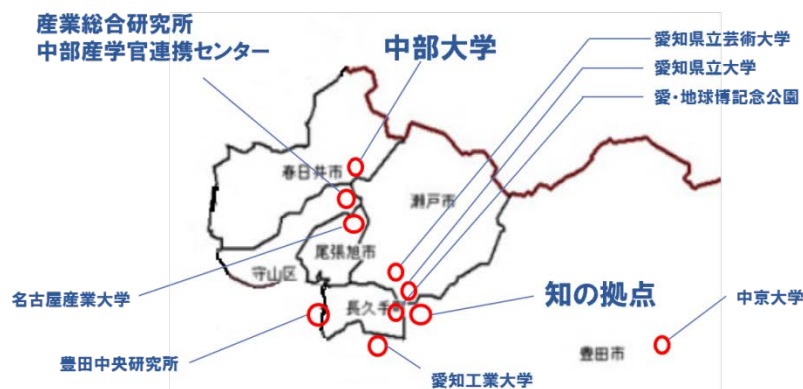 産業総合研究所
中部産学官連携センター
中部大学
愛知県立芸術大学
愛知県立大学
愛・地球博記念公園
春日井市
瀬戸市
尾張旭市
守山区
名古屋産業大学
長久手
知の拠点
中京大学
豊田中央研究所
豊田市
愛知工業大学